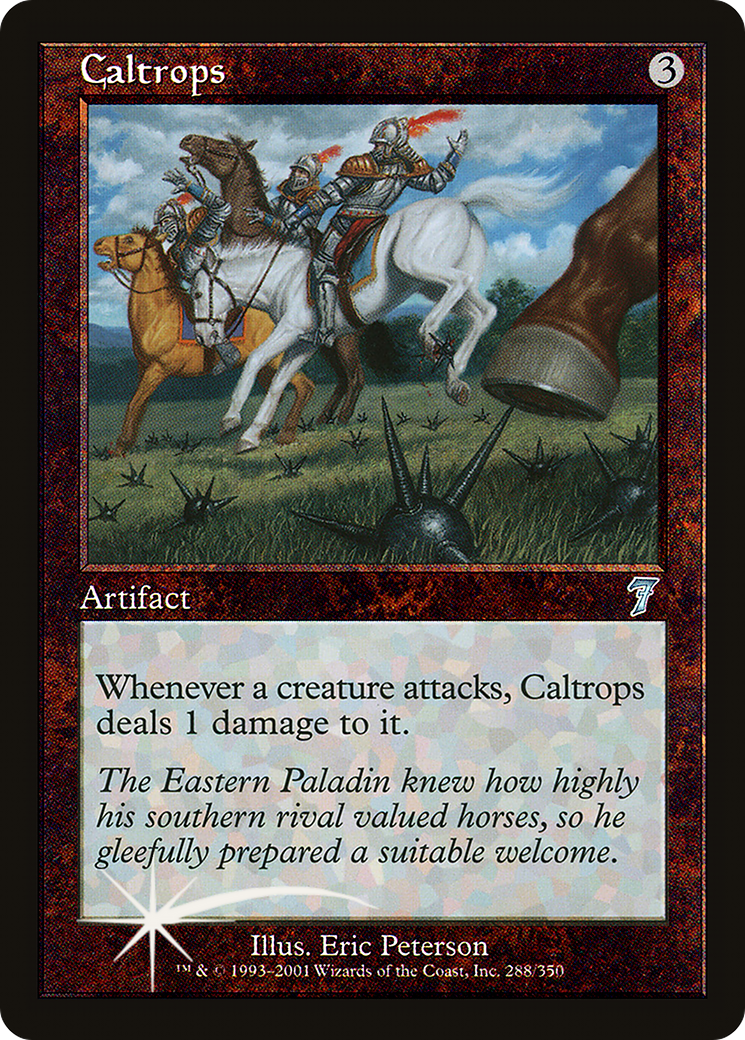 Caltrops 3
Artifact 7
Whenever a creature attacks, Caltrops
deals 1 damage to it.
The Eastern Paladin knew how highly
his southern rival valued horses, so he
gleefully prepared a suitable welcome.
Illus. Eric Peterson
™ & © 1993–2001 Wizards of the Coast, Inc. 288/350